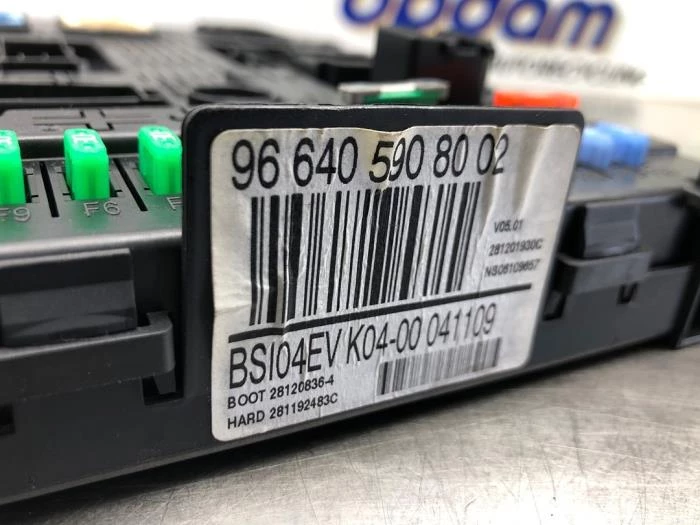 opdam
96 640 590 80 02
V05.01
281201930C
NS08109657
BSI04EV K04-00 041109
BOOT 28120836-4
HARD 281192483C
F9
F6